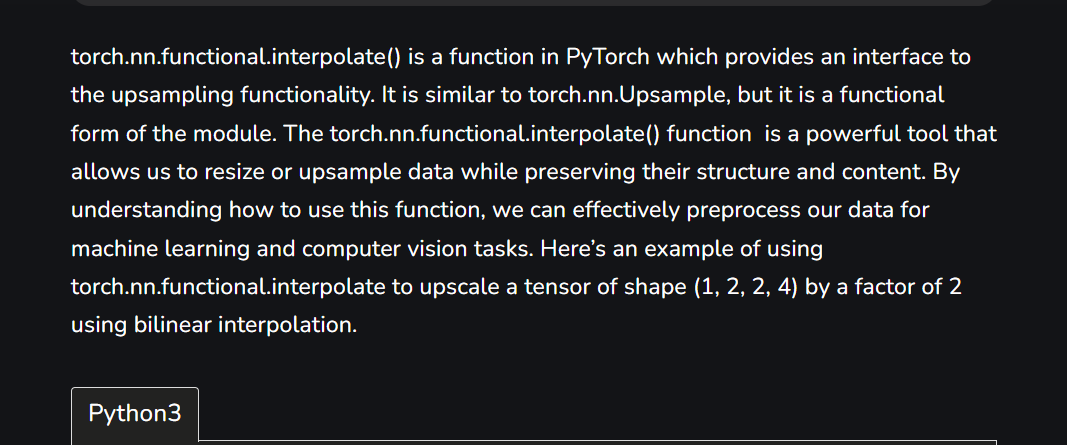 torch.nn.functional.interpolate() is a function in PyTorch which provides an interface to
the upsampling functionality. It is similar to torch.nn.Upsample, but it is a functional
form of the module. The torch.nn.functional.interpolate() function  is a powerful tool that
allows us to resize or upsample data while preserving their structure and content. By
understanding how to use this function, we can effectively preprocess our data for
machine learning and computer vision tasks. Here’s an example of using
torch.nn.functional.interpolate to upscale a tensor of shape (1, 2, 2, 4) by a factor of 2
using bilinear interpolation.
Python3